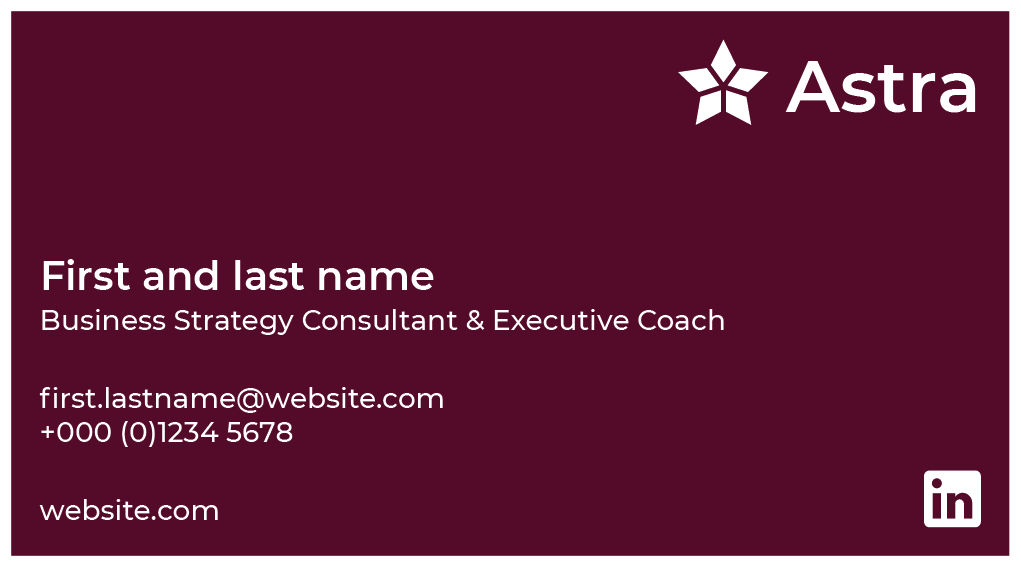 Astra
First and last name
Business Strategy Consultant & Executive Coach
first.lastname@website.com
+000 (0)1234 5678
website.com
in